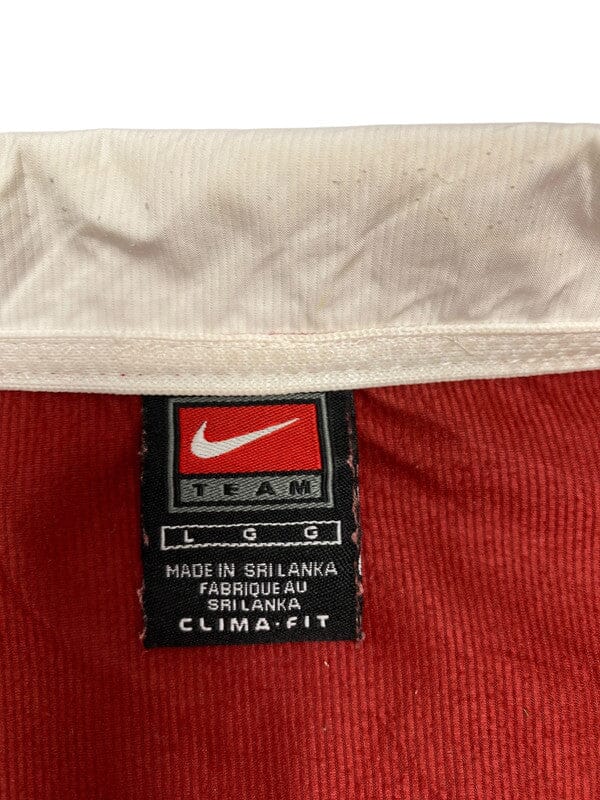 TEAM
L G G
MADE IN SRI LANKA
FABRIQUE AU
SRI LANKA
CLIMA·FIT